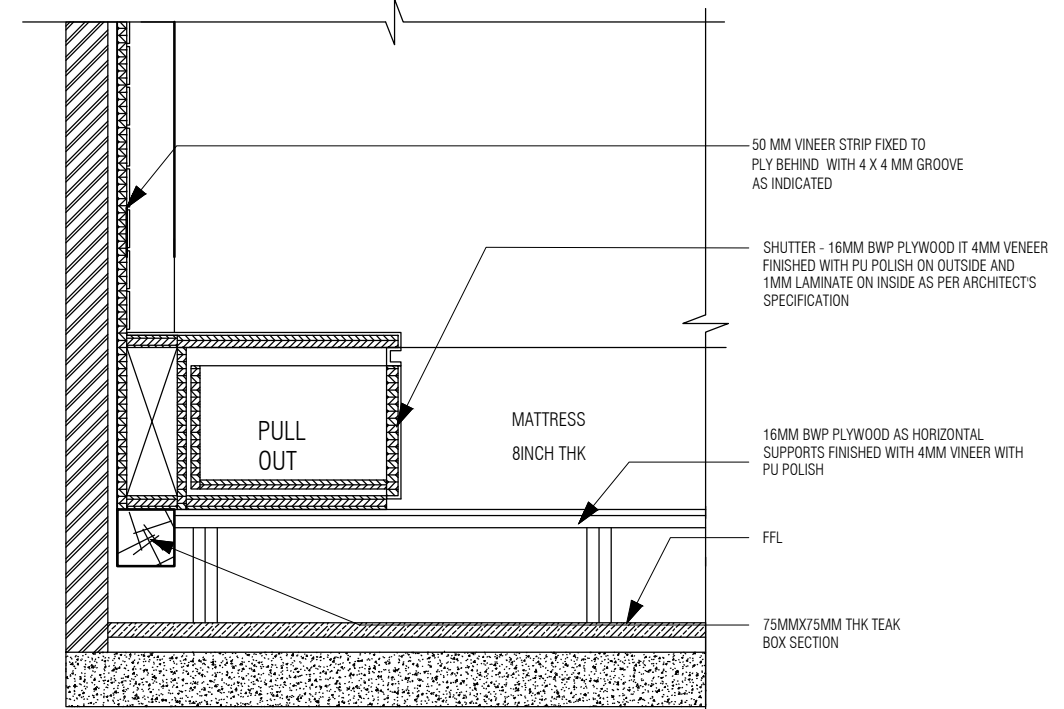 50 MM VINEER STRIP FIXED TO
PLY BEHIND WITH 4 X 4 MM GROOVE
AS INDICATED
SHUTTER - 16MM BWP PLYWOOD IT 4MM VENEER
FINISHED WITH PU POLISH ON OUTSIDE AND
1MM LAMINATE ON INSIDE AS PER ARCHITECT'S
SPECIFICATION
PULL
OUT
MATTRESS
8INCH THK
16MM BWP PLYWOOD AS HORIZONTAL
SUPPORTS FINISHED WITH 4MM VINEER WITH
PU POLISH
FFL
75MMX75MM THK TEAK
BOX SECTION